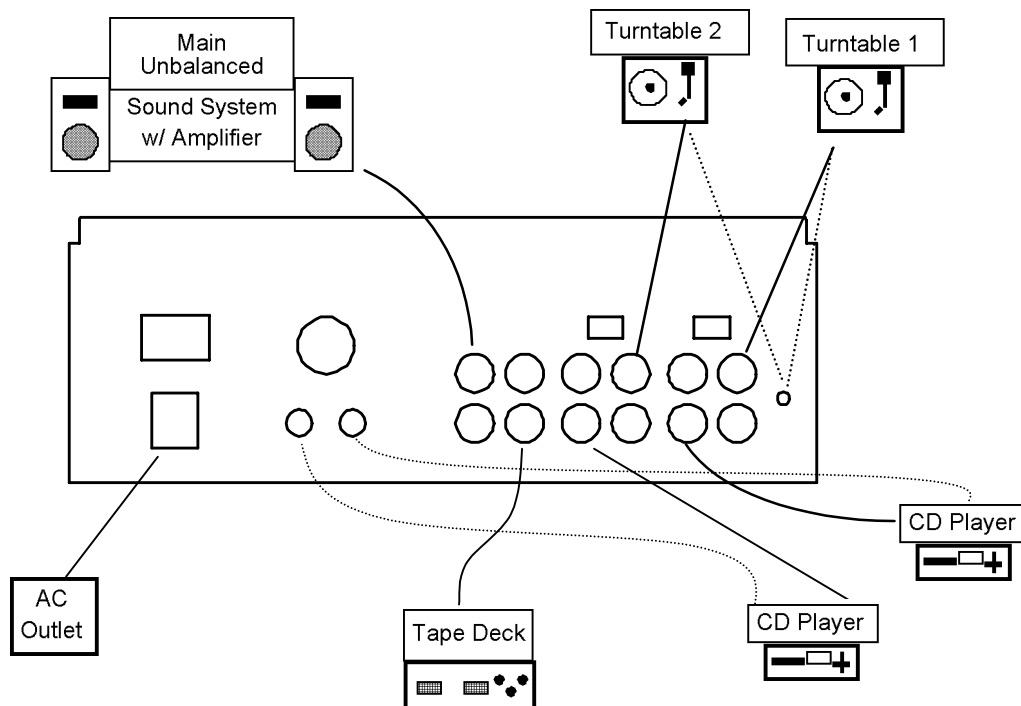 Main
Unbalanced
Sound System
w/ Amplifier
Turntable 2
Turntable 1
AC
Outlet
Tape Deck
CD Player
CD Player